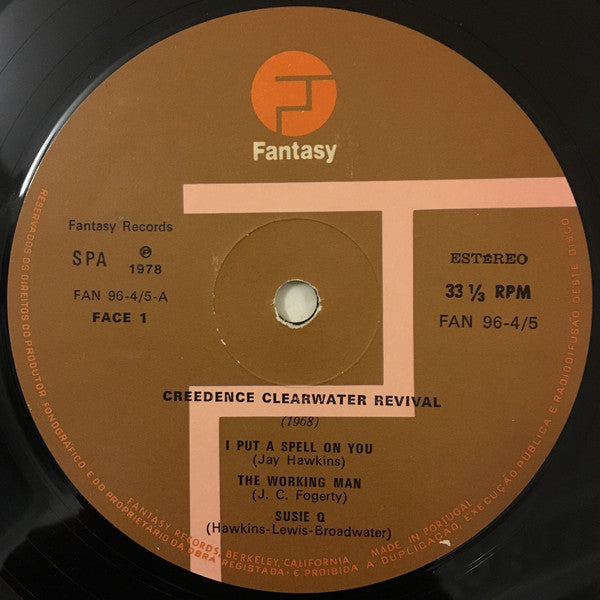 Fantasy
Fantasy Records
SPA ℗ 1978
FAN 96-4/5-A
FACE 1
ESTÉREO
33 ⅓ RPM
FAN 96-4/5
CREEDENCE CLEARWATER REVIVAL
(1968)
I PUT A SPELL ON YOU
(Jay Hawkins)
THE WORKING MAN
(J. C. Fogerty)
SUSIE Q
(Hawkins-Lewis-Broadwater)
FANTASY RECORDS, BERKELEY, CALIFORNIA MADE IN PORTUGAL
RESERVADOS OS DIREITOS DO PRODUTOR FONOGRÁFICO E DO PROPRIETÁRIO DA OBRA REGISTADA - É PROIBIDA A DUPLICAÇÃO, EXECUÇÃO PÚBLICA E RADIODIFUSÃO DESTE DISCO